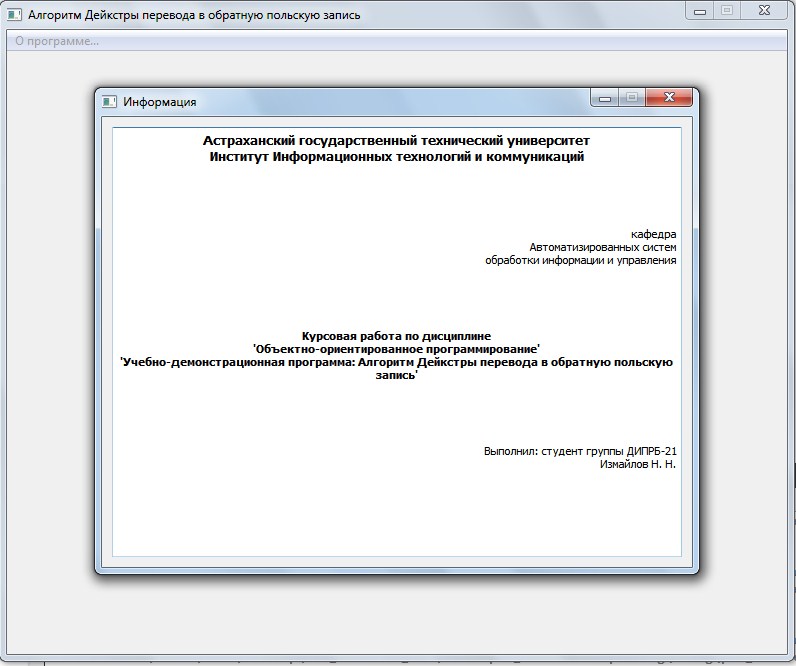 Алгоритм Дейкстры перевода в обратную польскую запись
О программе...
Информация
Астраханский государственный технический университет
Институт Информационных технологий и коммуникаций
кафедра
Автоматизированных систем
обработки информации и управления
Курсовая работа по дисциплине
'Объектно-ориентированное программирование'
'Учебно-демонстрационная программа: Алгоритм Дейкстры перевода в обратную польскую
запись'
Выполнил: студент группы ДИПРБ-21
Измайлов Н. Н.